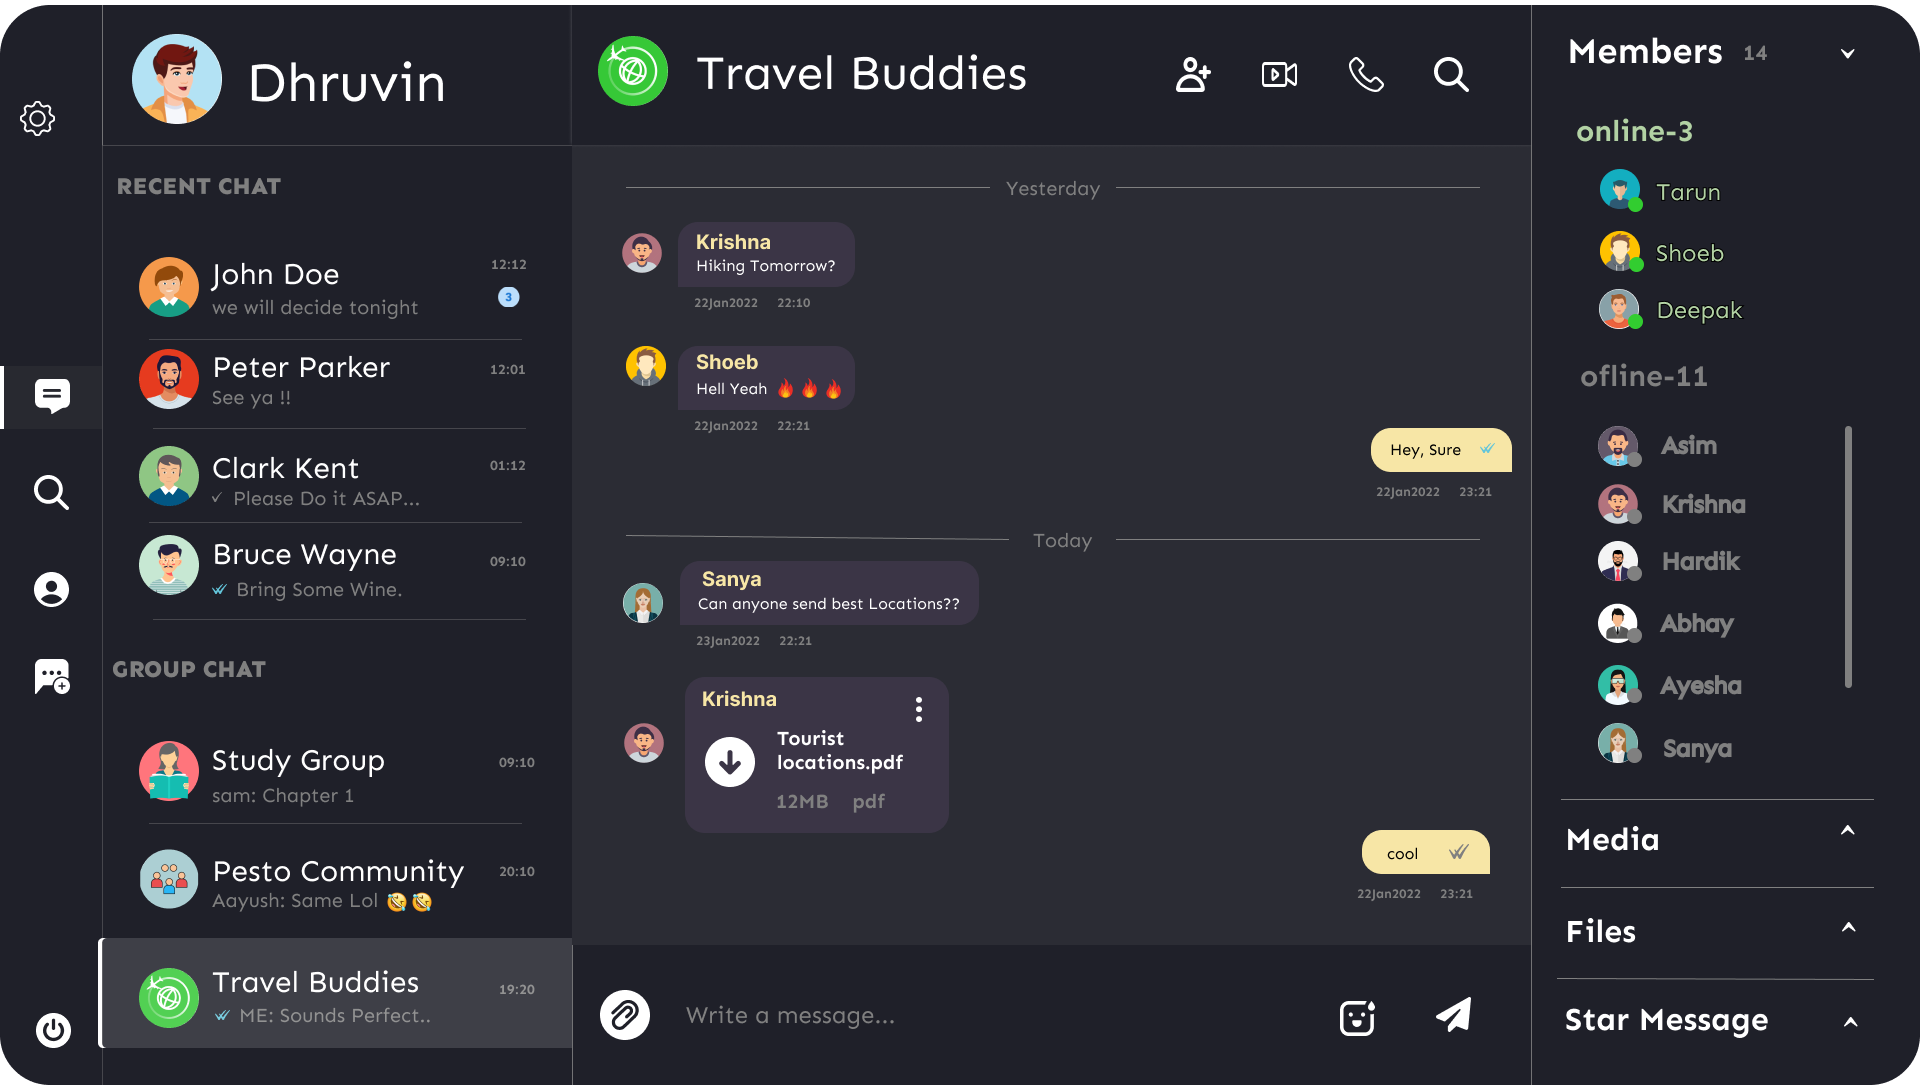 Dhruvin
RECENT CHAT
John Doe
12:12
we will decide tonight
3
Peter Parker
12:01
See ya !!
Clark Kent
01:12
✓ Please Do it ASAP...
Bruce Wayne
09:10
Bring Some Wine.
GROUP CHAT
Study Group
09:10
sam: Chapter 1
Pesto Community
20:10
Aayush: Same Lol 🤣🤣
Travel Buddies
19:20
ME: Sounds Perfect..
Travel Buddies
Yesterday
Krishna
Hiking Tomorrow?
22Jan2022 22:10
Shoeb
Hell Yeah 🔥🔥🔥
22Jan2022 22:21
Hey, Sure
22Jan2022 23:21
Today
Sanya
Can anyone send best Locations??
23Jan2022 22:21
Krishna
Tourist
locations.pdf
12MB pdf
cool
22Jan2022 23:21
Write a message...
Members 14
online-3
Tarun
Shoeb
Deepak
ofline-11
Asim
Krishna
Hardik
Abhay
Ayesha
Sanya
Media
Files
Star Message